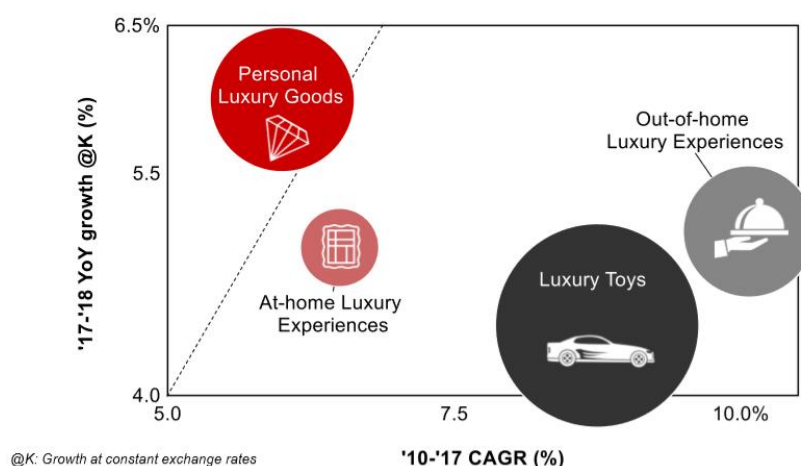 6.5%
Personal
Luxury Goods
Out-of-home
Luxury Experiences
'17-'18 YoY growth @K (%)
5.5
Luxury Toys
At-home Luxury
Experiences
4.0
5.0
7.5
10.0%
@K: Growth at constant exchange rates
'10-'17 CAGR (%)